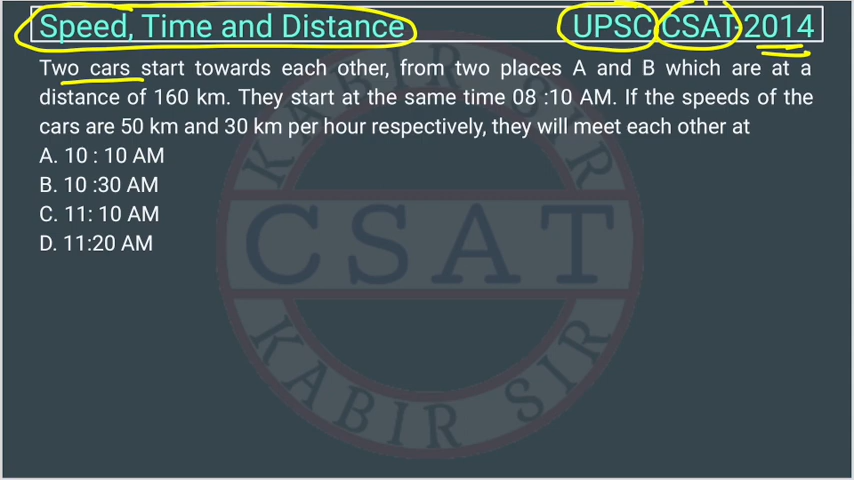 Speed, Time and Distance
UPSC CSAT-2014
Two cars start towards each other, from two places A and B which are at a
distance of 160 km. They start at the same time 08 :10 AM. If the speeds of the
cars are 50 km and 30 km per hour respectively, they will meet each other at
A. 10 : 10 AM
B. 10 :30 AM
C. 11: 10 AM
D. 11:20 AM
KABIR SIR
CSAT
KABIR SIR